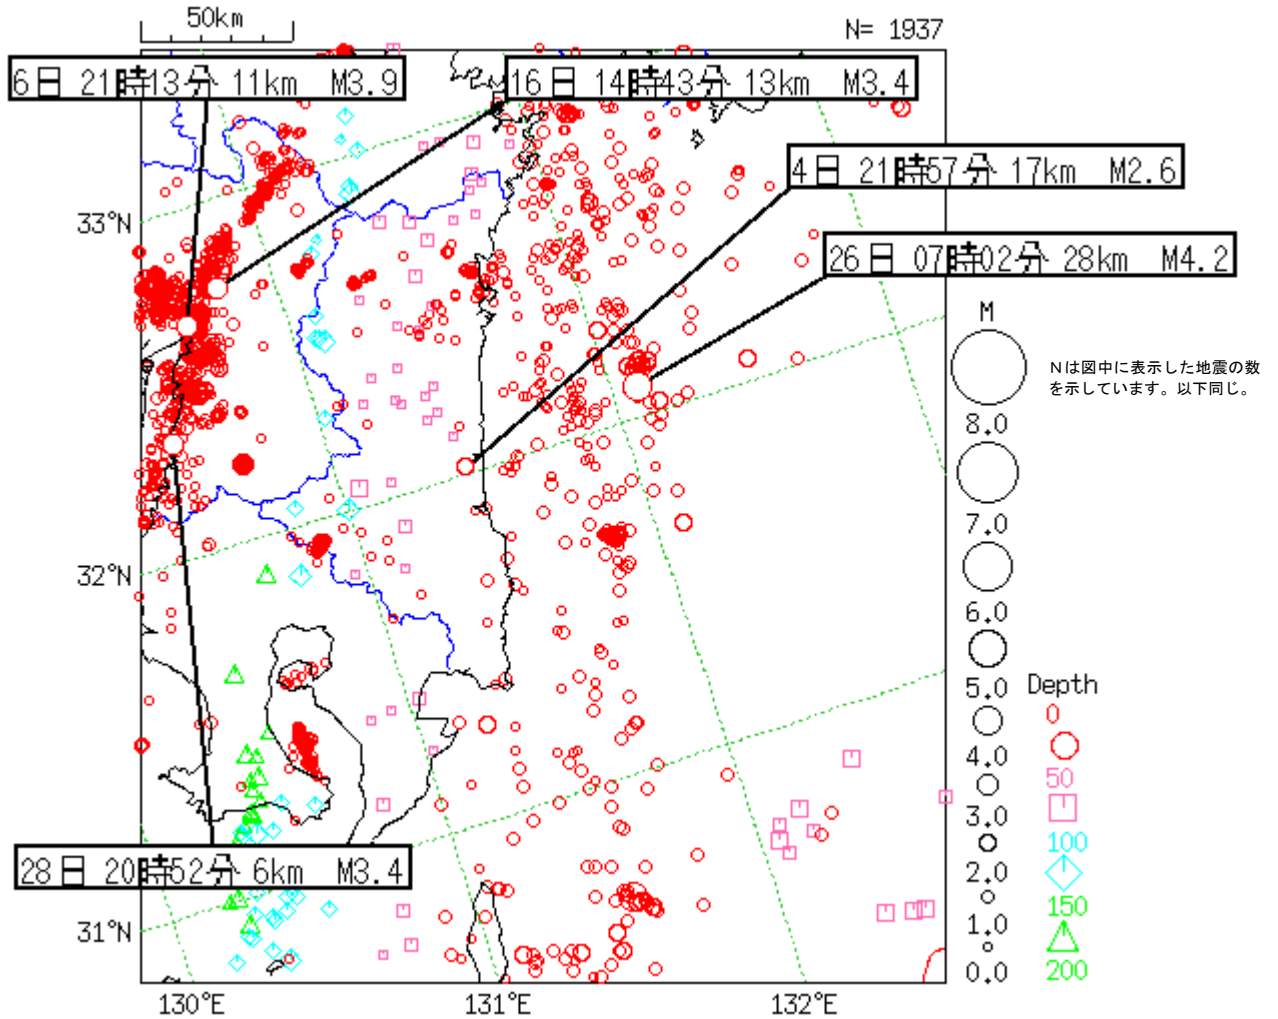 50km
N= 1937
6日 21時13分 11km M3.9
16日 14時43分 13km M3.4
4日 21時57分 17km M2.6
33°N
26日 07時02分 28km M4.2
M
Nは図中に表示した地震の数
を示しています。以下同じ。
8.0
7.0
32°N
6.0
5.0
Depth
0
4.0
50
3.0
100
2.0
28日 20時52分 6km M3.4
150
1.0
31°N
0.0
200
130°E
131°E
132°E